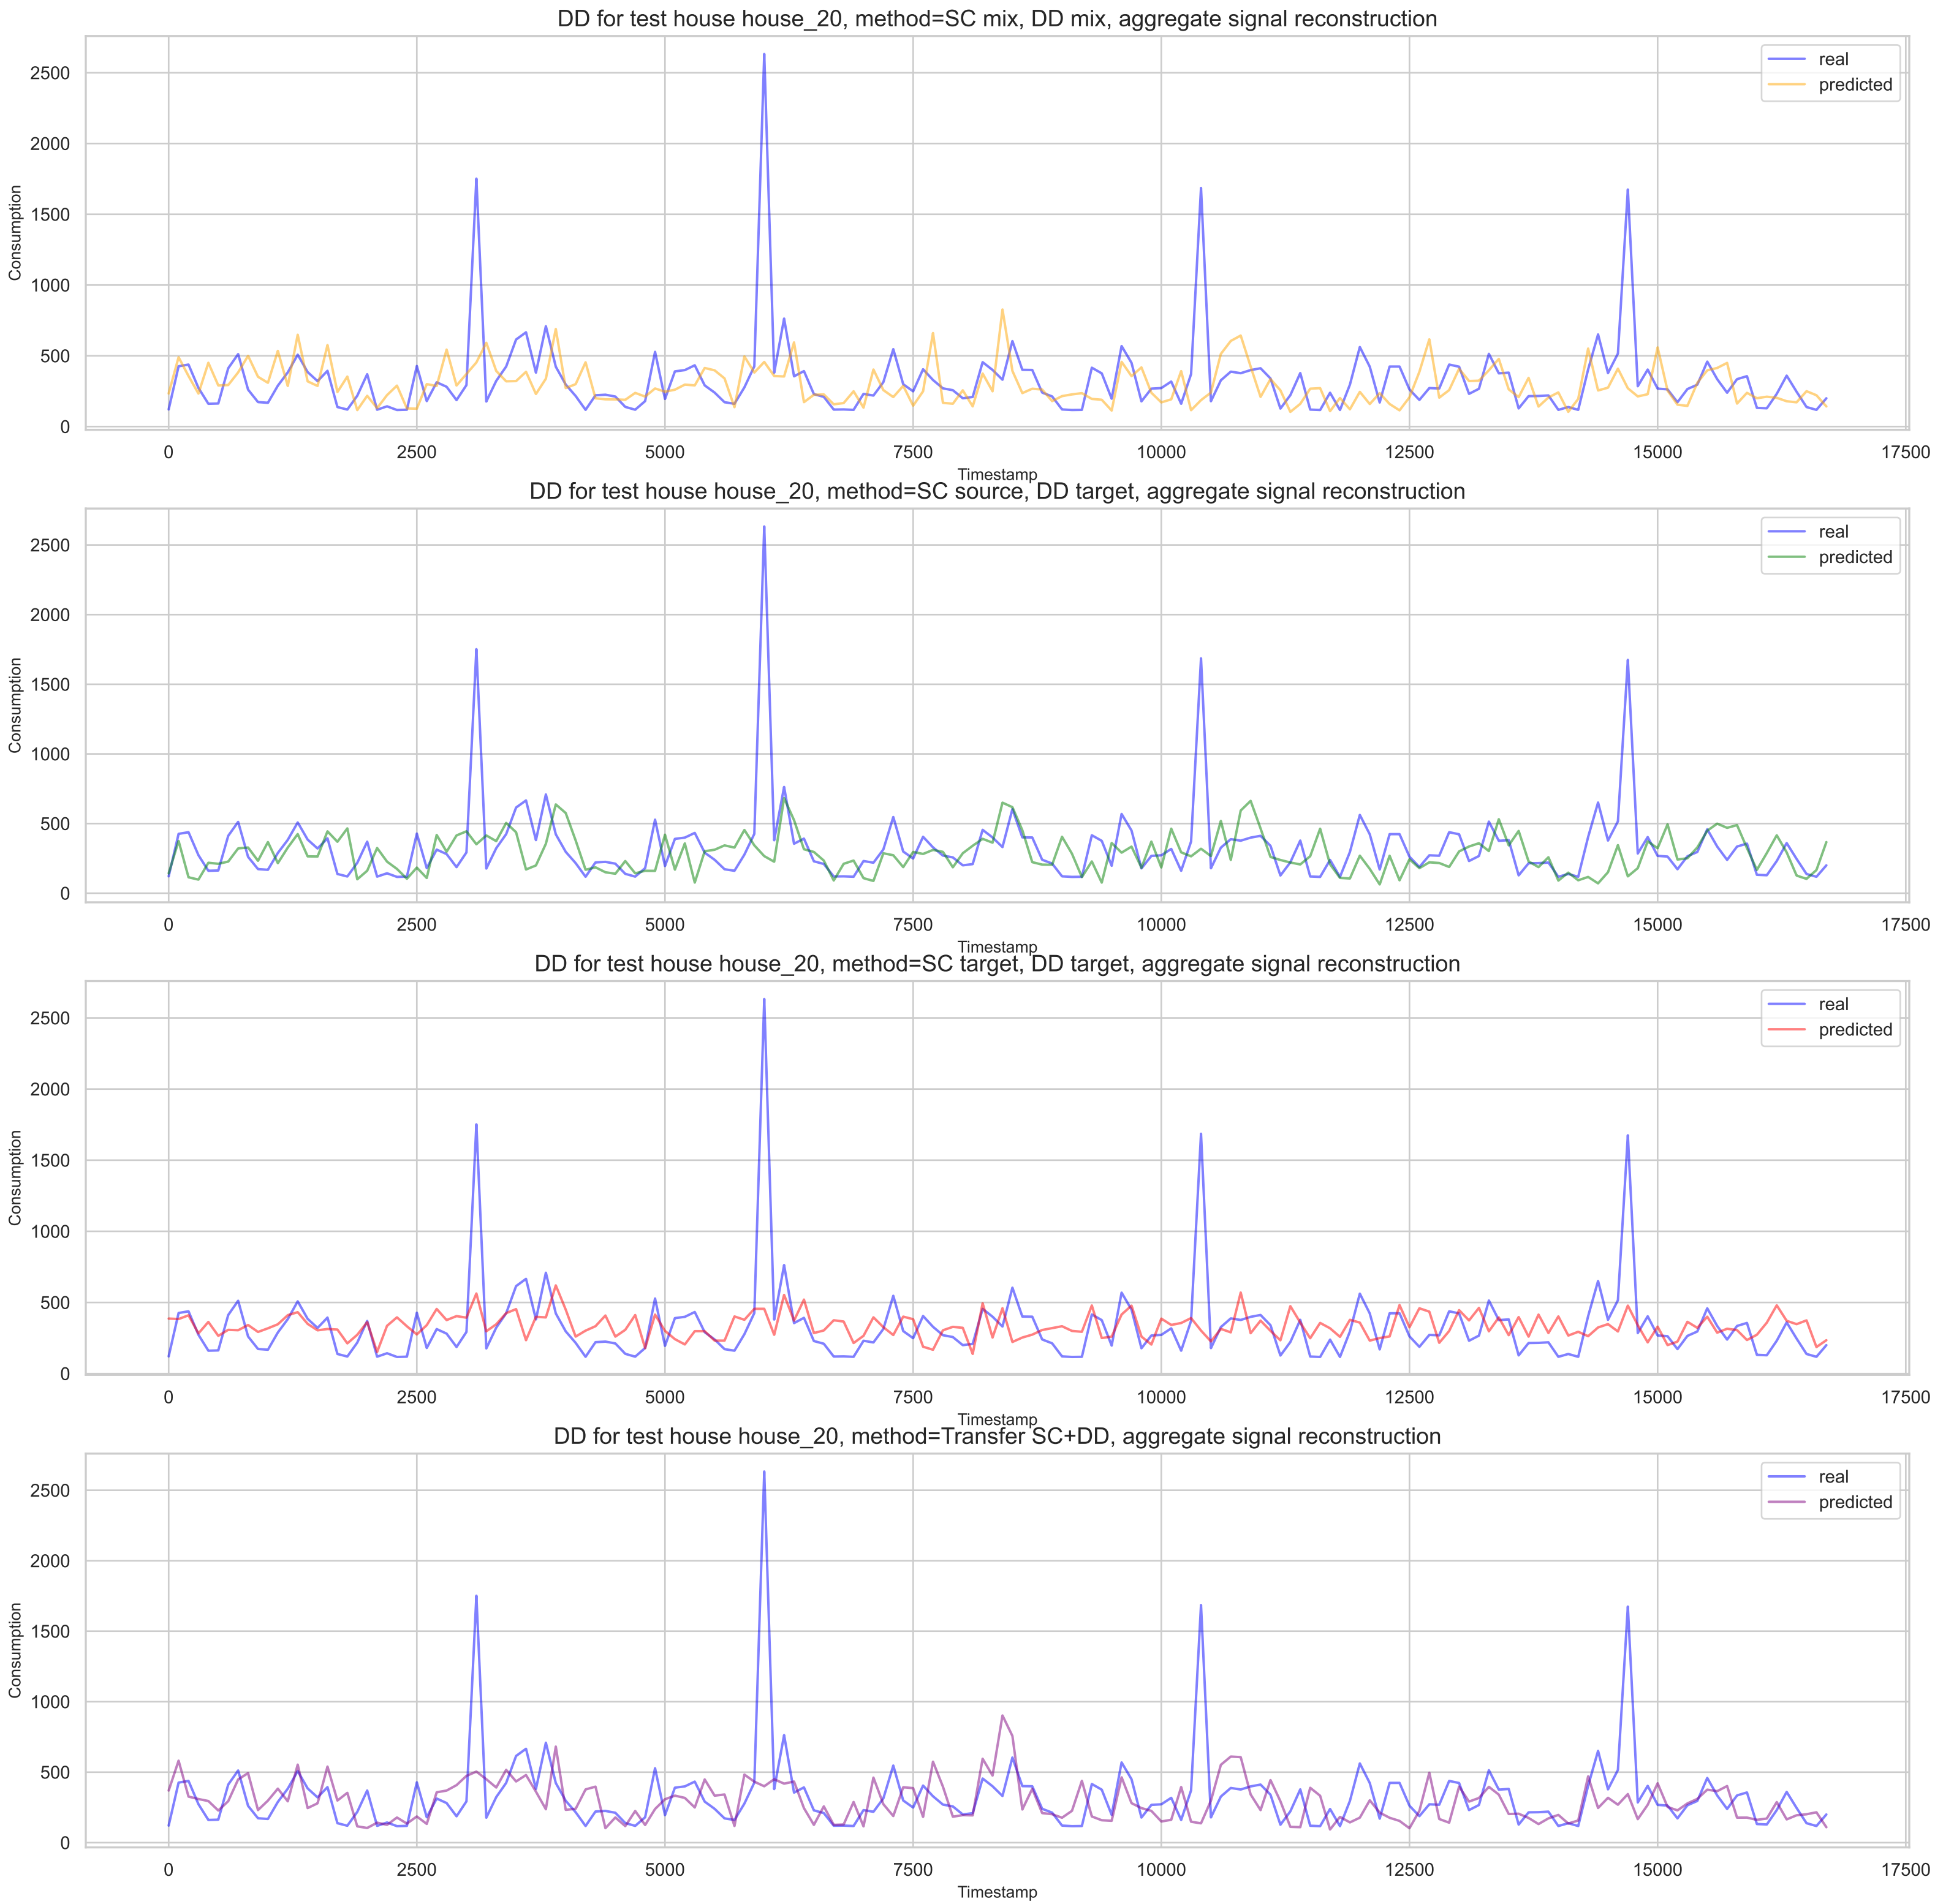 DD for test house house_20, method=SC mix, DD mix, aggregate signal reconstruction
real
predicted
Consumption
2500
2000
1500
1000
500
0
0 2500 5000 7500 10000 12500 15000 17500
Timestamp
DD for test house house_20, method=SC source, DD target, aggregate signal reconstruction
real
predicted
Consumption
2500
2000
1500
1000
500
0
0 2500 5000 7500 10000 12500 15000 17500
Timestamp
DD for test house house_20, method=SC target, DD target, aggregate signal reconstruction
real
predicted
Consumption
2500
2000
1500
1000
500
0
0 2500 5000 7500 10000 12500 15000 17500
Timestamp
DD for test house house_20, method=Transfer SC+DD, aggregate signal reconstruction
real
predicted
Consumption
2500
2000
1500
1000
500
0
0 2500 5000 7500 10000 12500 15000 17500
Timestamp